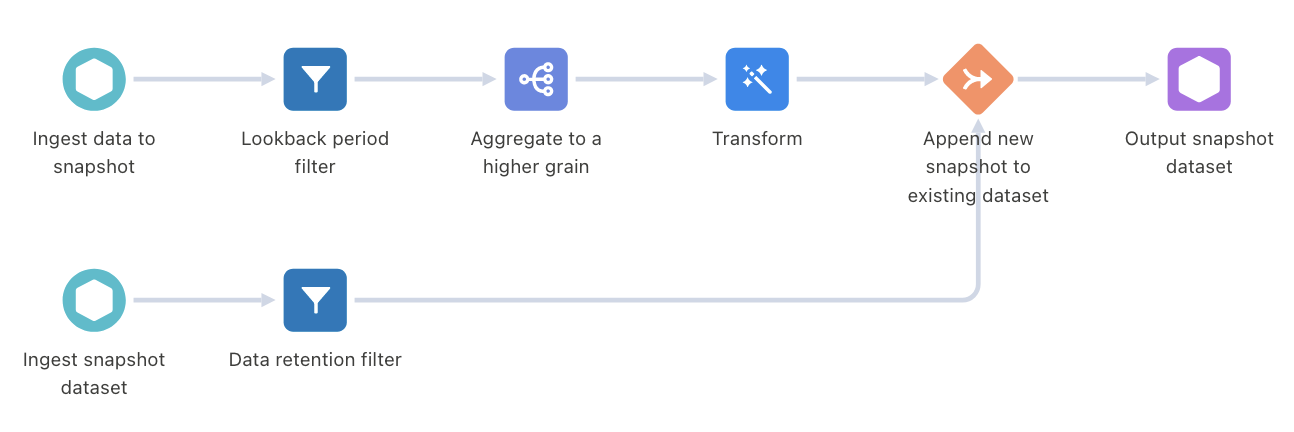 Ingest data to
snapshot
Lookback period
filter
Aggregate to a
higher grain
Transform
Append new
snapshot to
existing dataset
Output snapshot
dataset
Ingest snapshot
dataset
Data retention filter